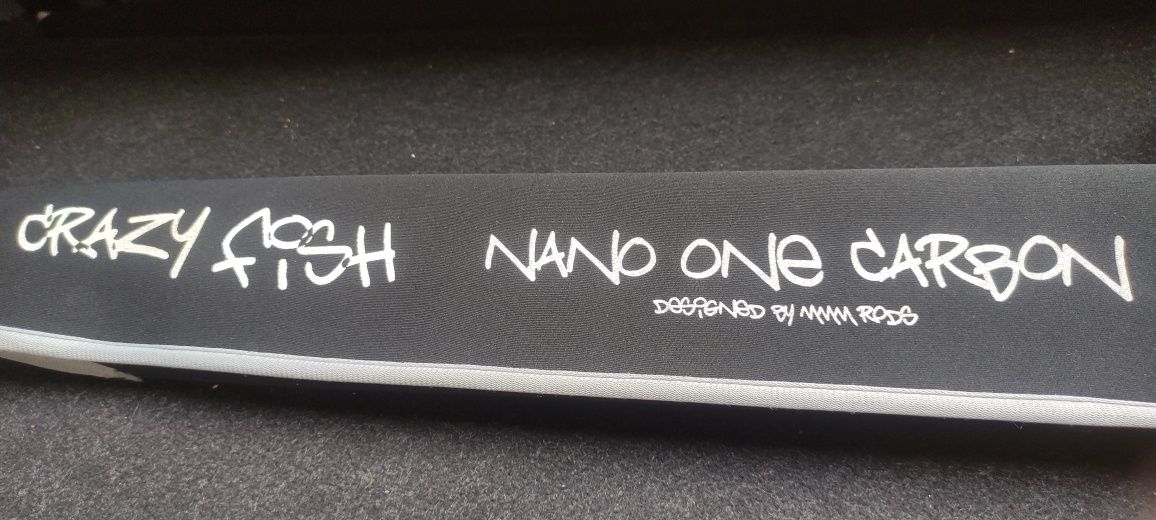 CRAZY FiSH NANO ONe CARBON
DeSiGNeD BY MMM RODS